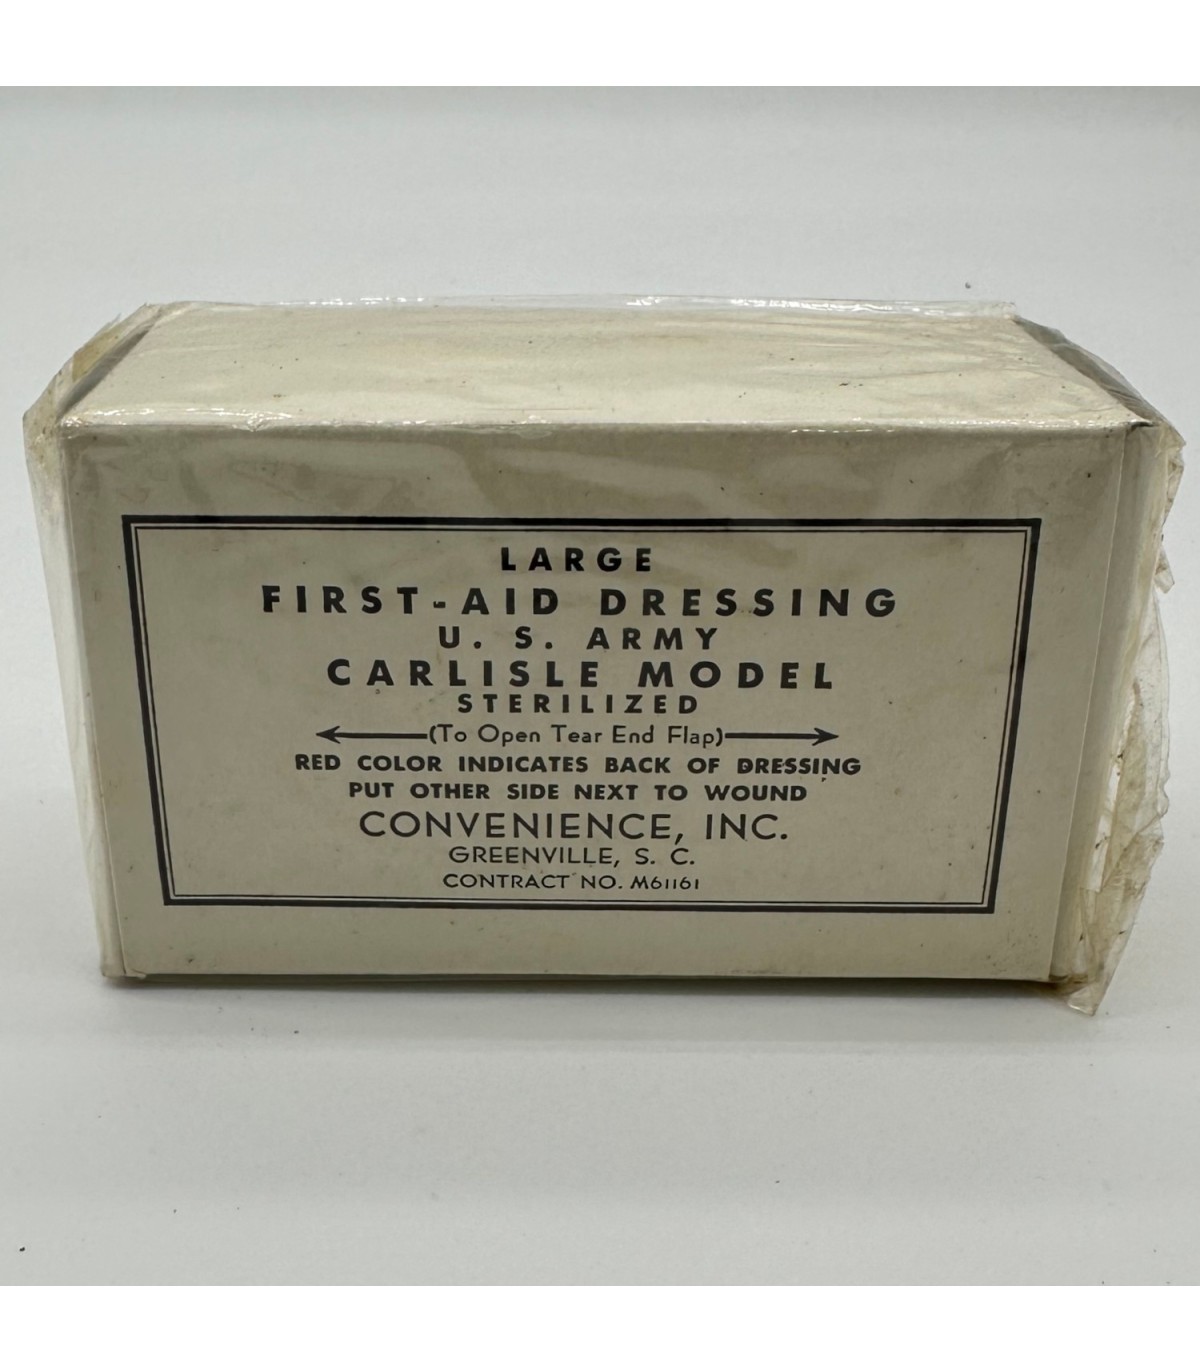 LARGE
FIRST-AID DRESSING
U. S. ARMY
CARLISLE MODEL
STERILIZED
(To Open Tear End Flap)
RED COLOR INDICATES BACK OF DRESSING
PUT OTHER SIDE NEXT TO WOUND
CONVENIENCE, INC.
GREENVILLE, S. C.
CONTRACT NO. M61161